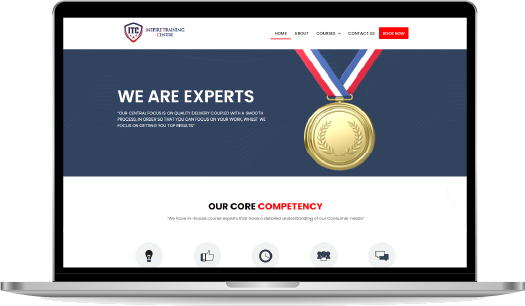 ITC
INSPIRE TRAINING
CENTRE
HOME ABOUT COURSES CONTACT US BOOK NOW
WE ARE EXPERTS
"OUR CENTRAL FOCUS IS ON QUALITY DELIVERY COUPLED WITH A SMOOTH
PROCESS, IN ORDER SO THAT YOU CAN FOCUS ON YOUR WORK, WHILST WE
FOCUS ON GETTING YOU TOP RESULTS"
OUR CORE COMPETENCY
"We have in-house course experts that have a detailed understanding of our Consumer needs"